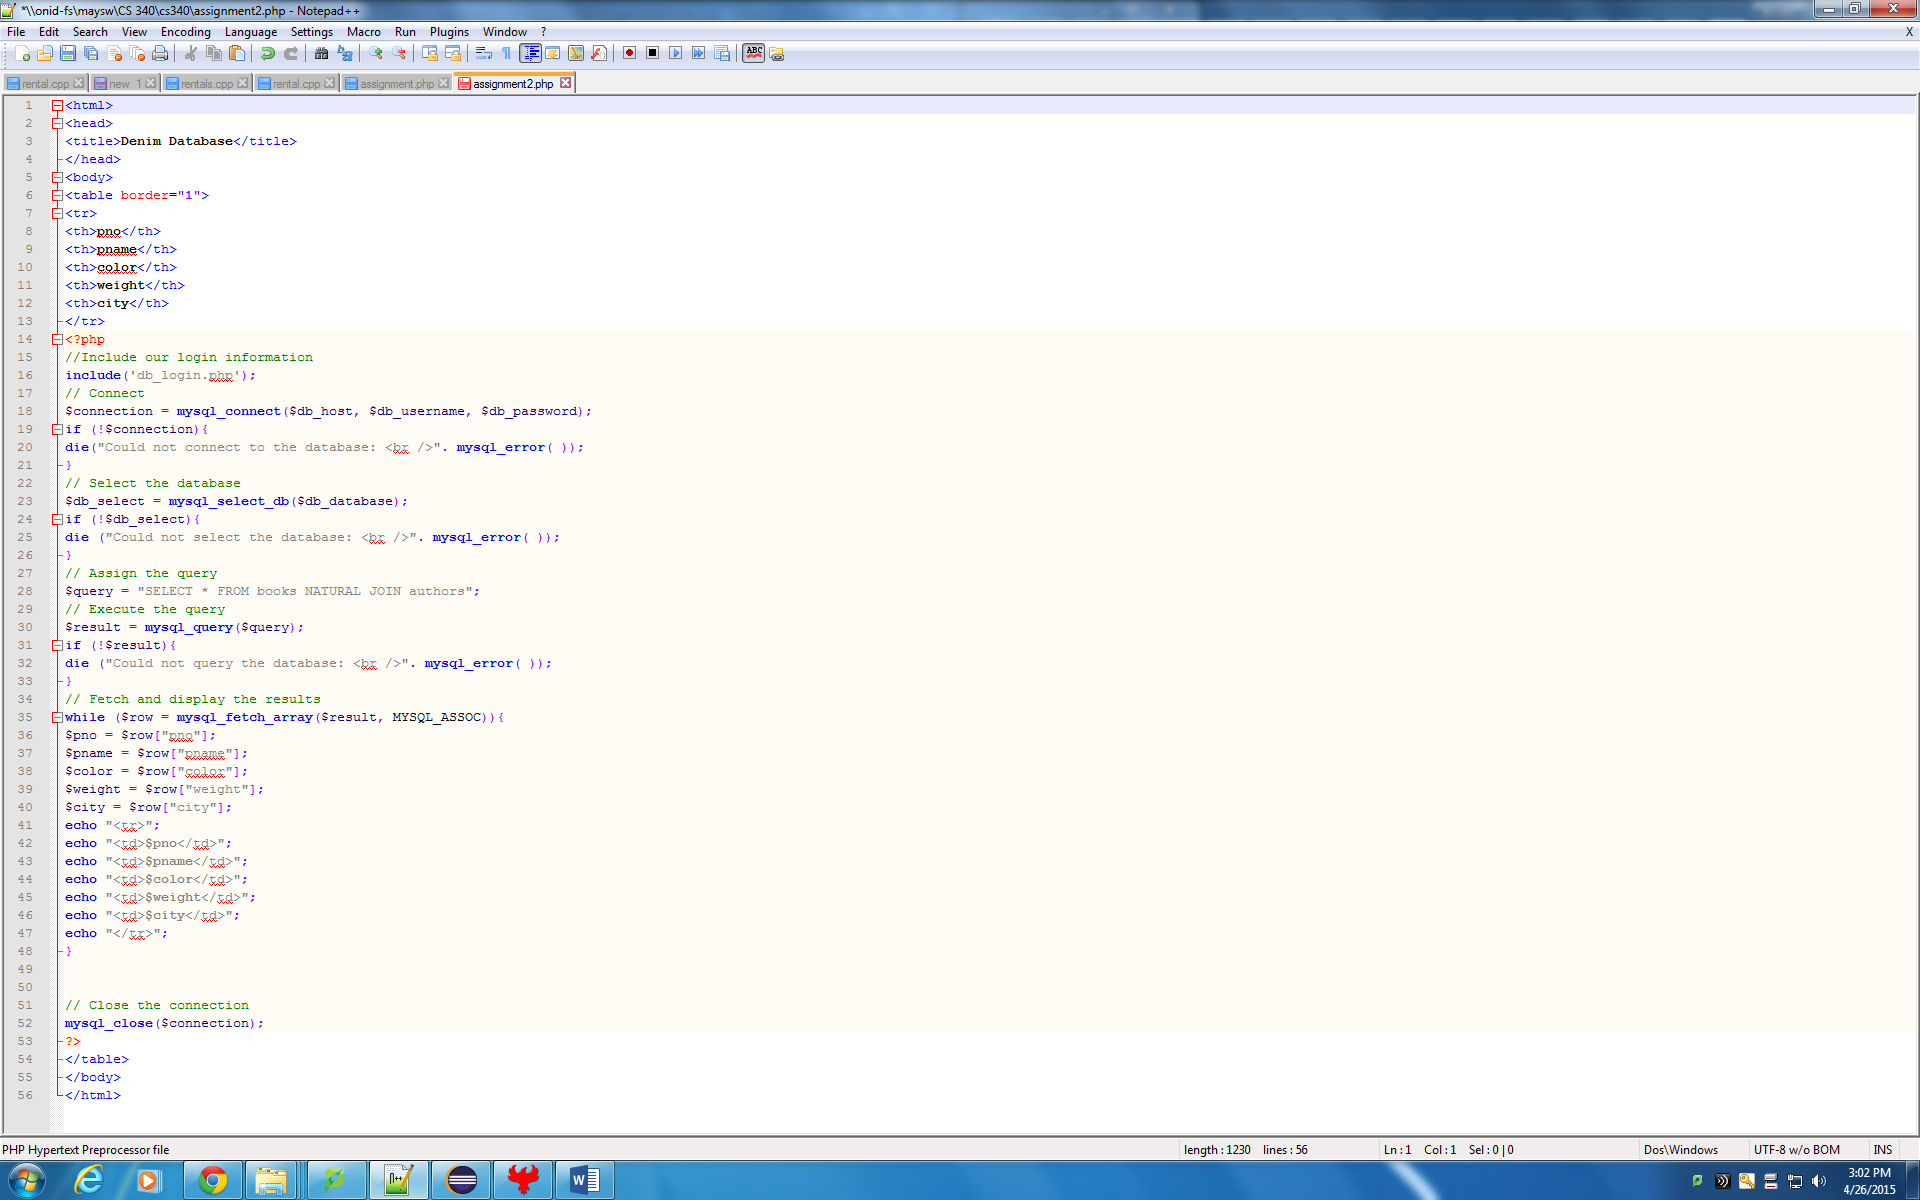 *\\onid-fs\maysw\CS 340\cs340\assignment2.php - Notepad++
File Edit Search View Encoding Language Settings Macro Run Plugins Window ? X
rental.cpp new 1 rentals.cpp rental.cpp assignment.php assignment2.php
1 <html>
2 <head>
3 <title>Denim Database</title>
4 </head>
5 <body>
6 <table border="1">
7 <tr>
8 <th>pno</th>
9 <th>pname</th>
10 <th>color</th>
11 <th>weight</th>
12 <th>city</th>
13 </tr>
14 <?php
15 //Include our login information
16 include('db_login.php');
17 // Connect
18 $connection = mysql_connect($db_host, $db_username, $db_password);
19 if (!$connection){
20 die("Could not connect to the database: <br />". mysql_error( ));
21 }
22 // Select the database
23 $db_select = mysql_select_db($db_database);
24 if (!$db_select){
25 die ("Could not select the database: <br />". mysql_error( ));
26 }
27 // Assign the query
28 $query = "SELECT * FROM books NATURAL JOIN authors";
29 // Execute the query
30 $result = mysql_query($query);
31 if (!$result){
32 die ("Could not query the database: <br />". mysql_error( ));
33 }
34 // Fetch and display the results
35 while ($row = mysql_fetch_array($result, MYSQL_ASSOC)){
36 $pno = $row["pno"];
37 $pname = $row["pname"];
38 $color = $row["color"];
39 $weight = $row["weight"];
40 $city = $row["city"];
41 echo "<tr>";
42 echo "<td>$pno</td>";
43 echo "<td>$pname</td>";
44 echo "<td>$color</td>";
45 echo "<td>$weight</td>";
46 echo "<td>$city</td>";
47 echo "</tr>";
48 }
49
50
51 // Close the connection
52 mysql_close($connection);
53 ?>
54 </table>
55 </body>
56 </html>
PHP Hypertext Preprocessor file length : 1230 lines : 56 Ln : 1 Col : 1 Sel : 0 | 0 Dos\Windows UTF-8 w/o BOM INS
3:02 PM
4/26/2015